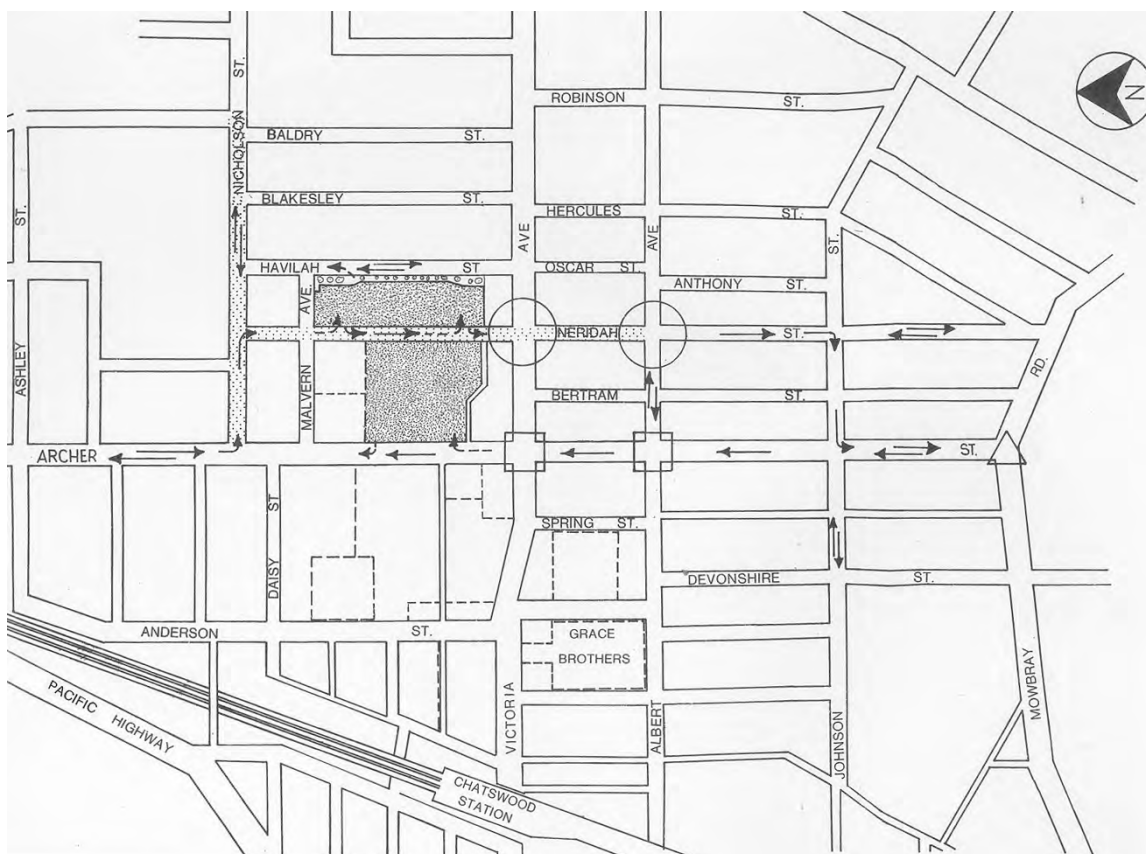 NICHOLSON ST.
ROBINSON ST.
N
BALDRY ST.
BLAKESLEY ST.
HERCULES ST.
ST.
AVE
AVE
ST.
HAVILAH ST
OSCAR ST.
ANTHONY ST.
AVE.
NERIDAH ST.
ASHLEY
MALVERN
BERTRAM ST.
RD.
ARCHER ST.
DAISY ST
SPRING ST.
DEVONSHIRE ST.
ANDERSON ST.
GRACE
BROTHERS
PACIFIC HIGHWAY
VICTORIA
ALBERT
JOHNSON
MOWBRAY
CHATSWOOD
STATION